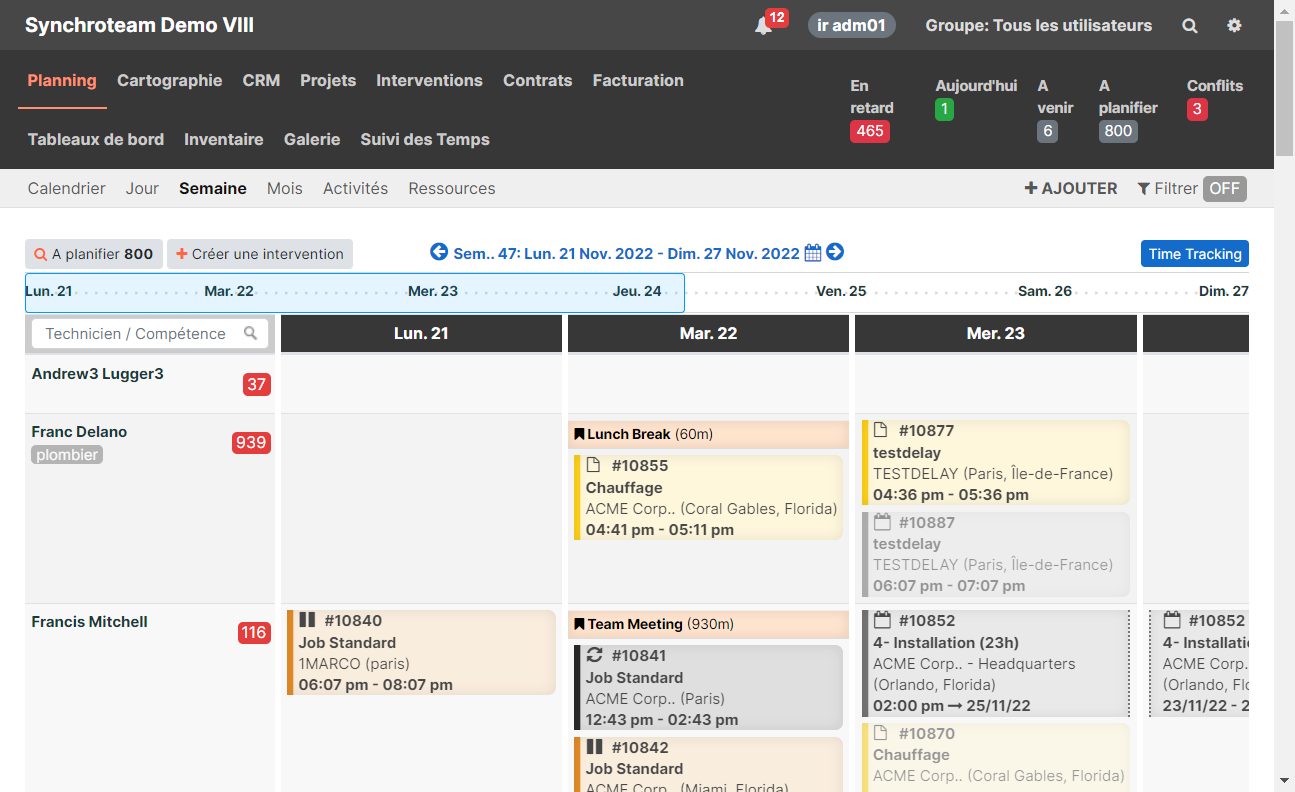 Synchroteam Demo VIII
12
ir adm01
Groupe: Tous les utilisateurs
Planning Cartographie CRM Projets Interventions Contrats Facturation
Tableaux de bord Inventaire Galerie Suivi des Temps
En retard
465
Aujourd'hui
1
A venir
6
A planifier
800
Conflits
3
Calendrier Jour Semaine Mois Activités Ressources
AJOUTER Filtrer OFF
A planifier 800
Créer une intervention
Sem.. 47: Lun. 21 Nov. 2022 - Dim. 27 Nov. 2022
Time Tracking
Lun. 21 Mar. 22 Mer. 23 Jeu. 24 Ven. 25 Sam. 26 Dim. 27
Technicien / Compétence
Lun. 21
Mar. 22
Mer. 23
Andrew3 Lugger3
37
Franc Delano
939
plombier
Lunch Break (60m)
#10855
Chauffage
ACME Corp.. (Coral Gables, Florida)
04:41 pm - 05:11 pm
#10877
testdelay
TESTDELAY (Paris, Île-de-France)
04:36 pm - 05:36 pm
#10887
testdelay
TESTDELAY (Paris, Île-de-France)
06:07 pm - 07:07 pm
Francis Mitchell
116
#10840
Job Standard
1MARCO (paris)
06:07 pm - 08:07 pm
Team Meeting (930m)
#10841
Job Standard
ACME Corp.. (Paris)
12:43 pm - 02:43 pm
#10842
Job Standard
ACME Corp.. (Miami, Florida)
#10852
4- Installation (23h)
ACME Corp.. - Headquarters
(Orlando, Florida)
02:00 pm → 25/11/22
#10870
Chauffage
ACME Corp.. (Coral Gables, Florida)
#10852
4- Installatio
ACME Corp.
(Orlando, Flo
23/11/22 - 2